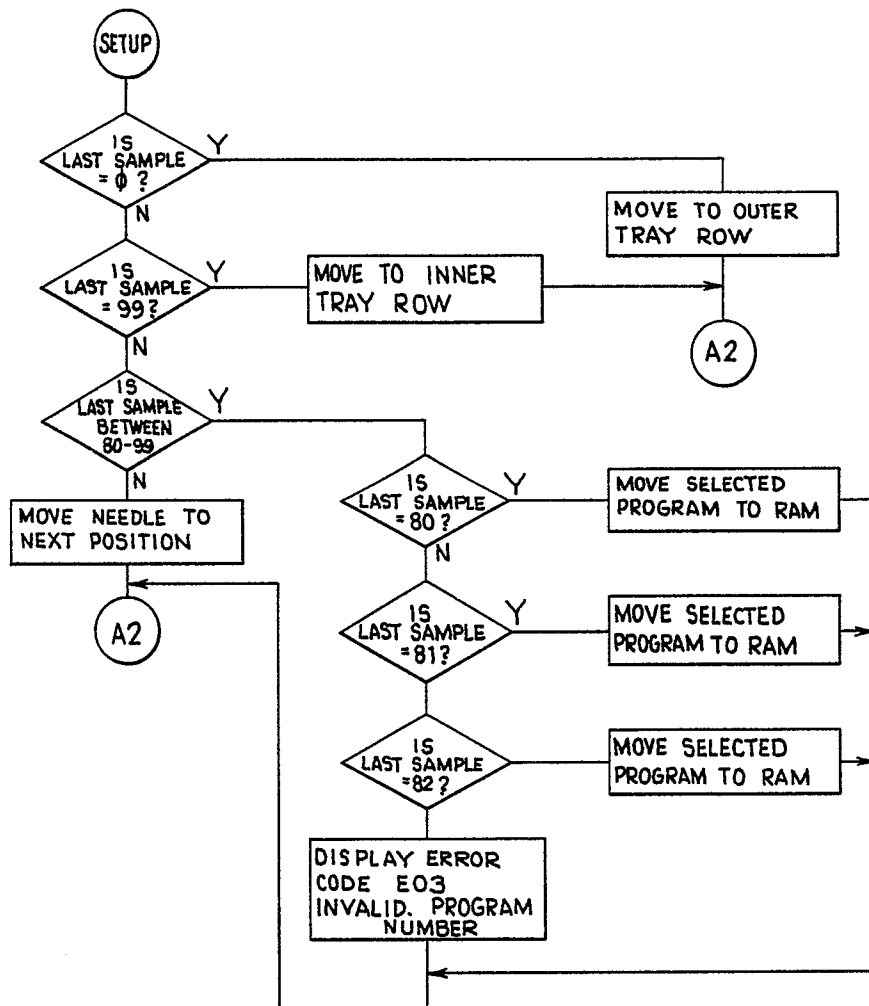 SETUP
IS
LAST SAMPLE
= ϕ ?
Y
N
MOVE TO OUTER
TRAY ROW
IS
LAST SAMPLE
= 99?
Y
N
MOVE TO INNER
TRAY ROW
A2
IS
LAST SAMPLE
BETWEEN
80-99
Y
N
MOVE NEEDLE TO
NEXT POSITION
A2
IS
LAST SAMPLE
= 80?
Y
N
MOVE SELECTED
PROGRAM TO RAM
IS
LAST SAMPLE
= 81?
Y
MOVE SELECTED
PROGRAM TO RAM
IS
LAST SAMPLE
= 82?
MOVE SELECTED
PROGRAM TO RAM
DISPLAY ERROR
CODE E03
INVALID. PROGRAM
NUMBER